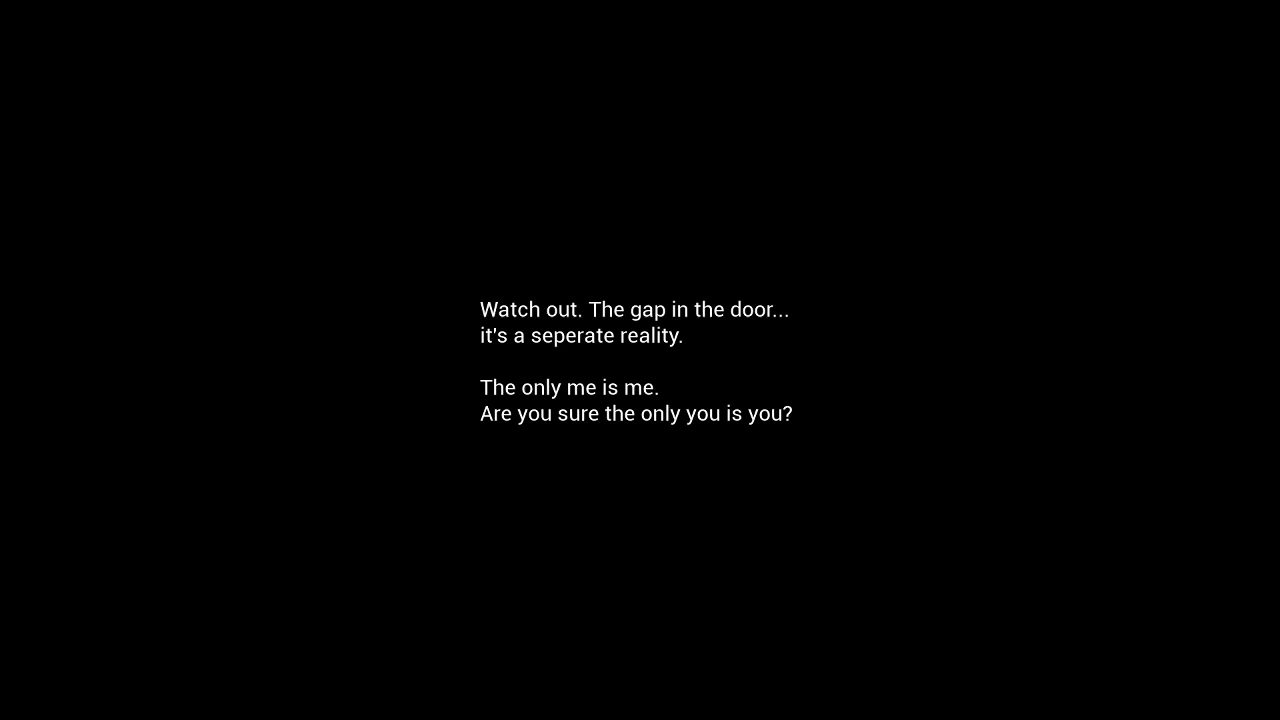 Watch out. The gap in the door...
it's a seperate reality.
The only me is me.
Are you sure the only you is you?